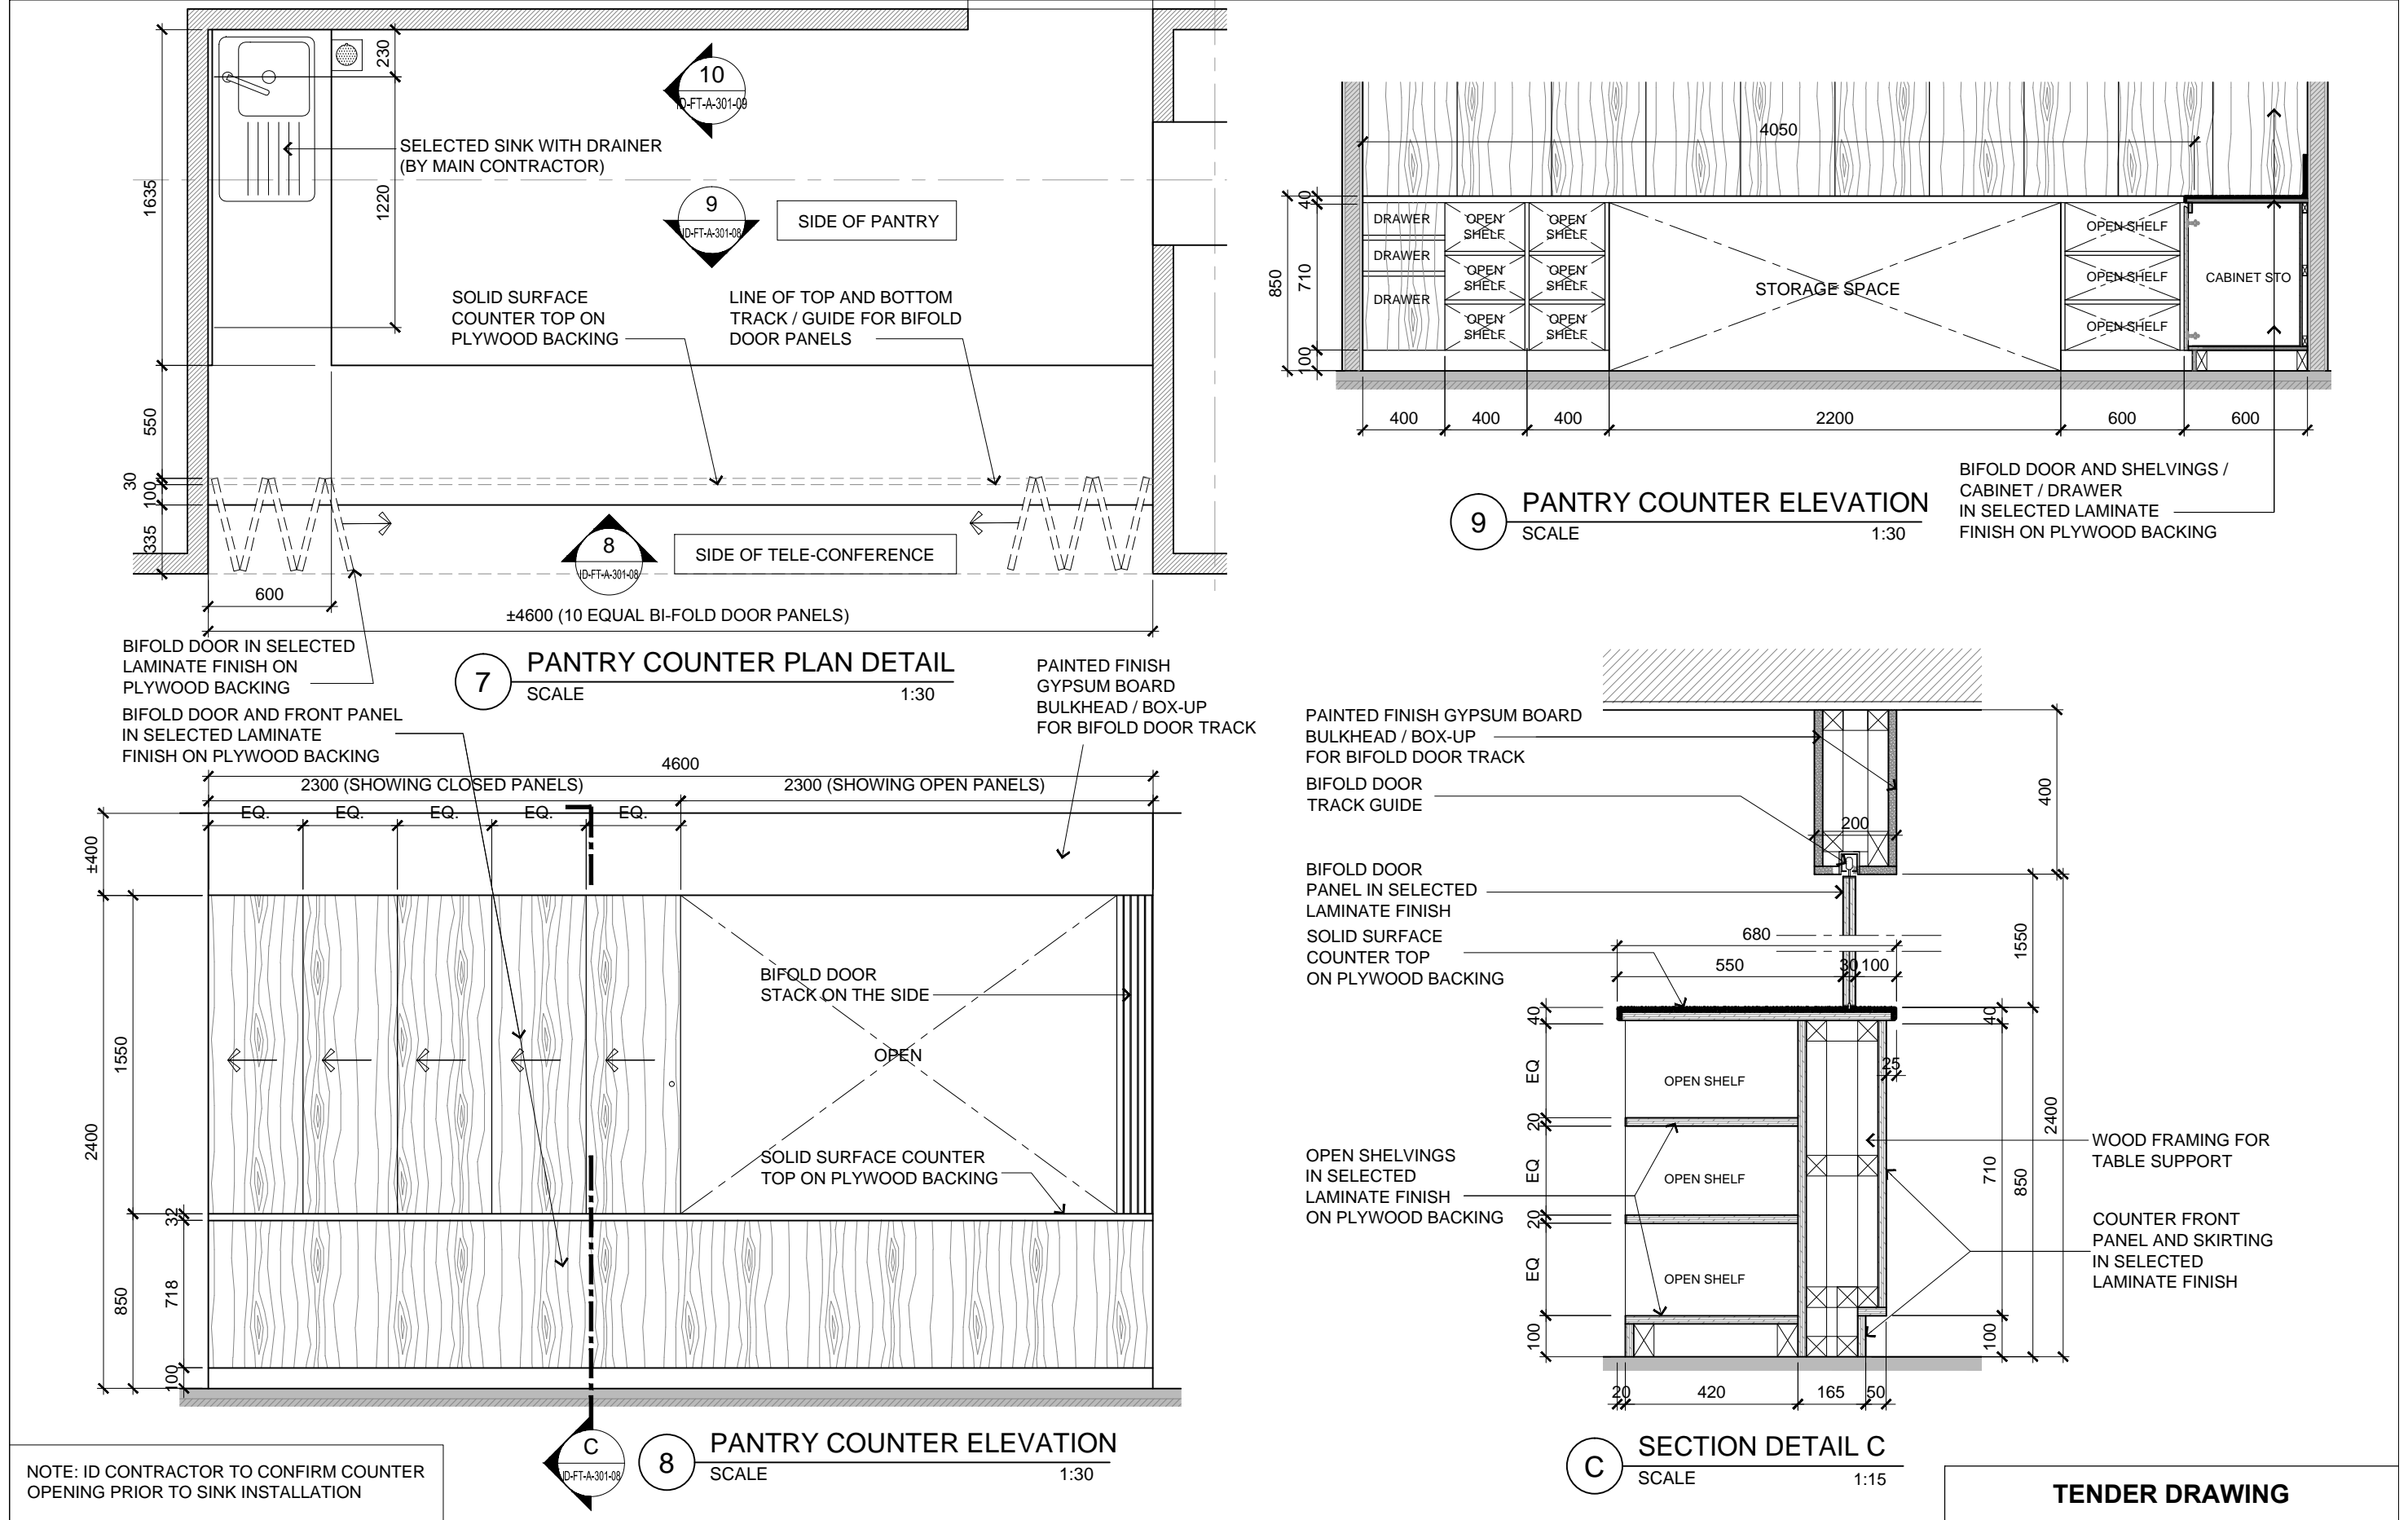 230
1635
1220
550
30
100
335
10
ID-FT-A-301-09
SELECTED SINK WITH DRAINER
(BY MAIN CONTRACTOR)
9
ID-FT-A-301-08
SIDE OF PANTRY
SOLID SURFACE
COUNTER TOP ON
PLYWOOD BACKING
LINE OF TOP AND BOTTOM
TRACK / GUIDE FOR BIFOLD
DOOR PANELS
8
ID-FT-A-301-08
SIDE OF TELE-CONFERENCE
600
±4600 (10 EQUAL BI-FOLD DOOR PANELS)
BIFOLD DOOR IN SELECTED
LAMINATE FINISH ON
PLYWOOD BACKING
7
PANTRY COUNTER PLAN DETAIL
SCALE
1:30
4050
40
850
710
100
DRAWER
DRAWER
DRAWER
OPEN
SHELF
OPEN
SHELF
OPEN
SHELF
OPEN
SHELF
OPEN
SHELF
OPEN
SHELF
STORAGE SPACE
OPEN SHELF
OPEN SHELF
OPEN SHELF
CABINET STO
400
400
400
2200
600
600
9
PANTRY COUNTER ELEVATION
SCALE
1:30
BIFOLD DOOR AND SHELVINGS /
CABINET / DRAWER
IN SELECTED LAMINATE
FINISH ON PLYWOOD BACKING
BIFOLD DOOR AND FRONT PANEL
IN SELECTED LAMINATE
FINISH ON PLYWOOD BACKING
PAINTED FINISH
GYPSUM BOARD
BULKHEAD / BOX-UP
FOR BIFOLD DOOR TRACK
4600
2300 (SHOWING CLOSED PANELS)
2300 (SHOWING OPEN PANELS)
EQ.
EQ.
EQ.
EQ.
EQ.
±400
1550
2400
32
718
850
100
BIFOLD DOOR
STACK ON THE SIDE
OPEN
SOLID SURFACE COUNTER
TOP ON PLYWOOD BACKING
C
ID-FT-A-301-08
8
PANTRY COUNTER ELEVATION
SCALE
1:30
NOTE: ID CONTRACTOR TO CONFIRM COUNTER
OPENING PRIOR TO SINK INSTALLATION
PAINTED FINISH GYPSUM BOARD
BULKHEAD / BOX-UP
FOR BIFOLD DOOR TRACK
BIFOLD DOOR
TRACK GUIDE
BIFOLD DOOR
PANEL IN SELECTED
LAMINATE FINISH
SOLID SURFACE
COUNTER TOP
ON PLYWOOD BACKING
OPEN SHELVINGS
IN SELECTED
LAMINATE FINISH
ON PLYWOOD BACKING
200
400
680
550
30
100
1550
40
EQ
20
EQ
20
EQ
100
OPEN SHELF
OPEN SHELF
OPEN SHELF
40
25
710
850
2400
100
WOOD FRAMING FOR
TABLE SUPPORT
COUNTER FRONT
PANEL AND SKIRTING
IN SELECTED
LAMINATE FINISH
20
420
165
50
C
SECTION DETAIL C
SCALE
1:15
TENDER DRAWING